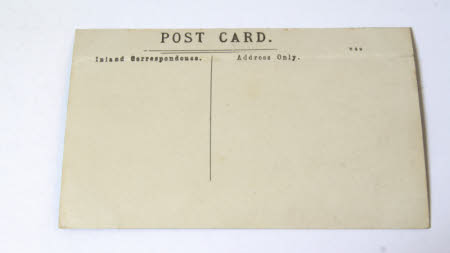 POST CARD.
Inland Correspondence. Address Only.